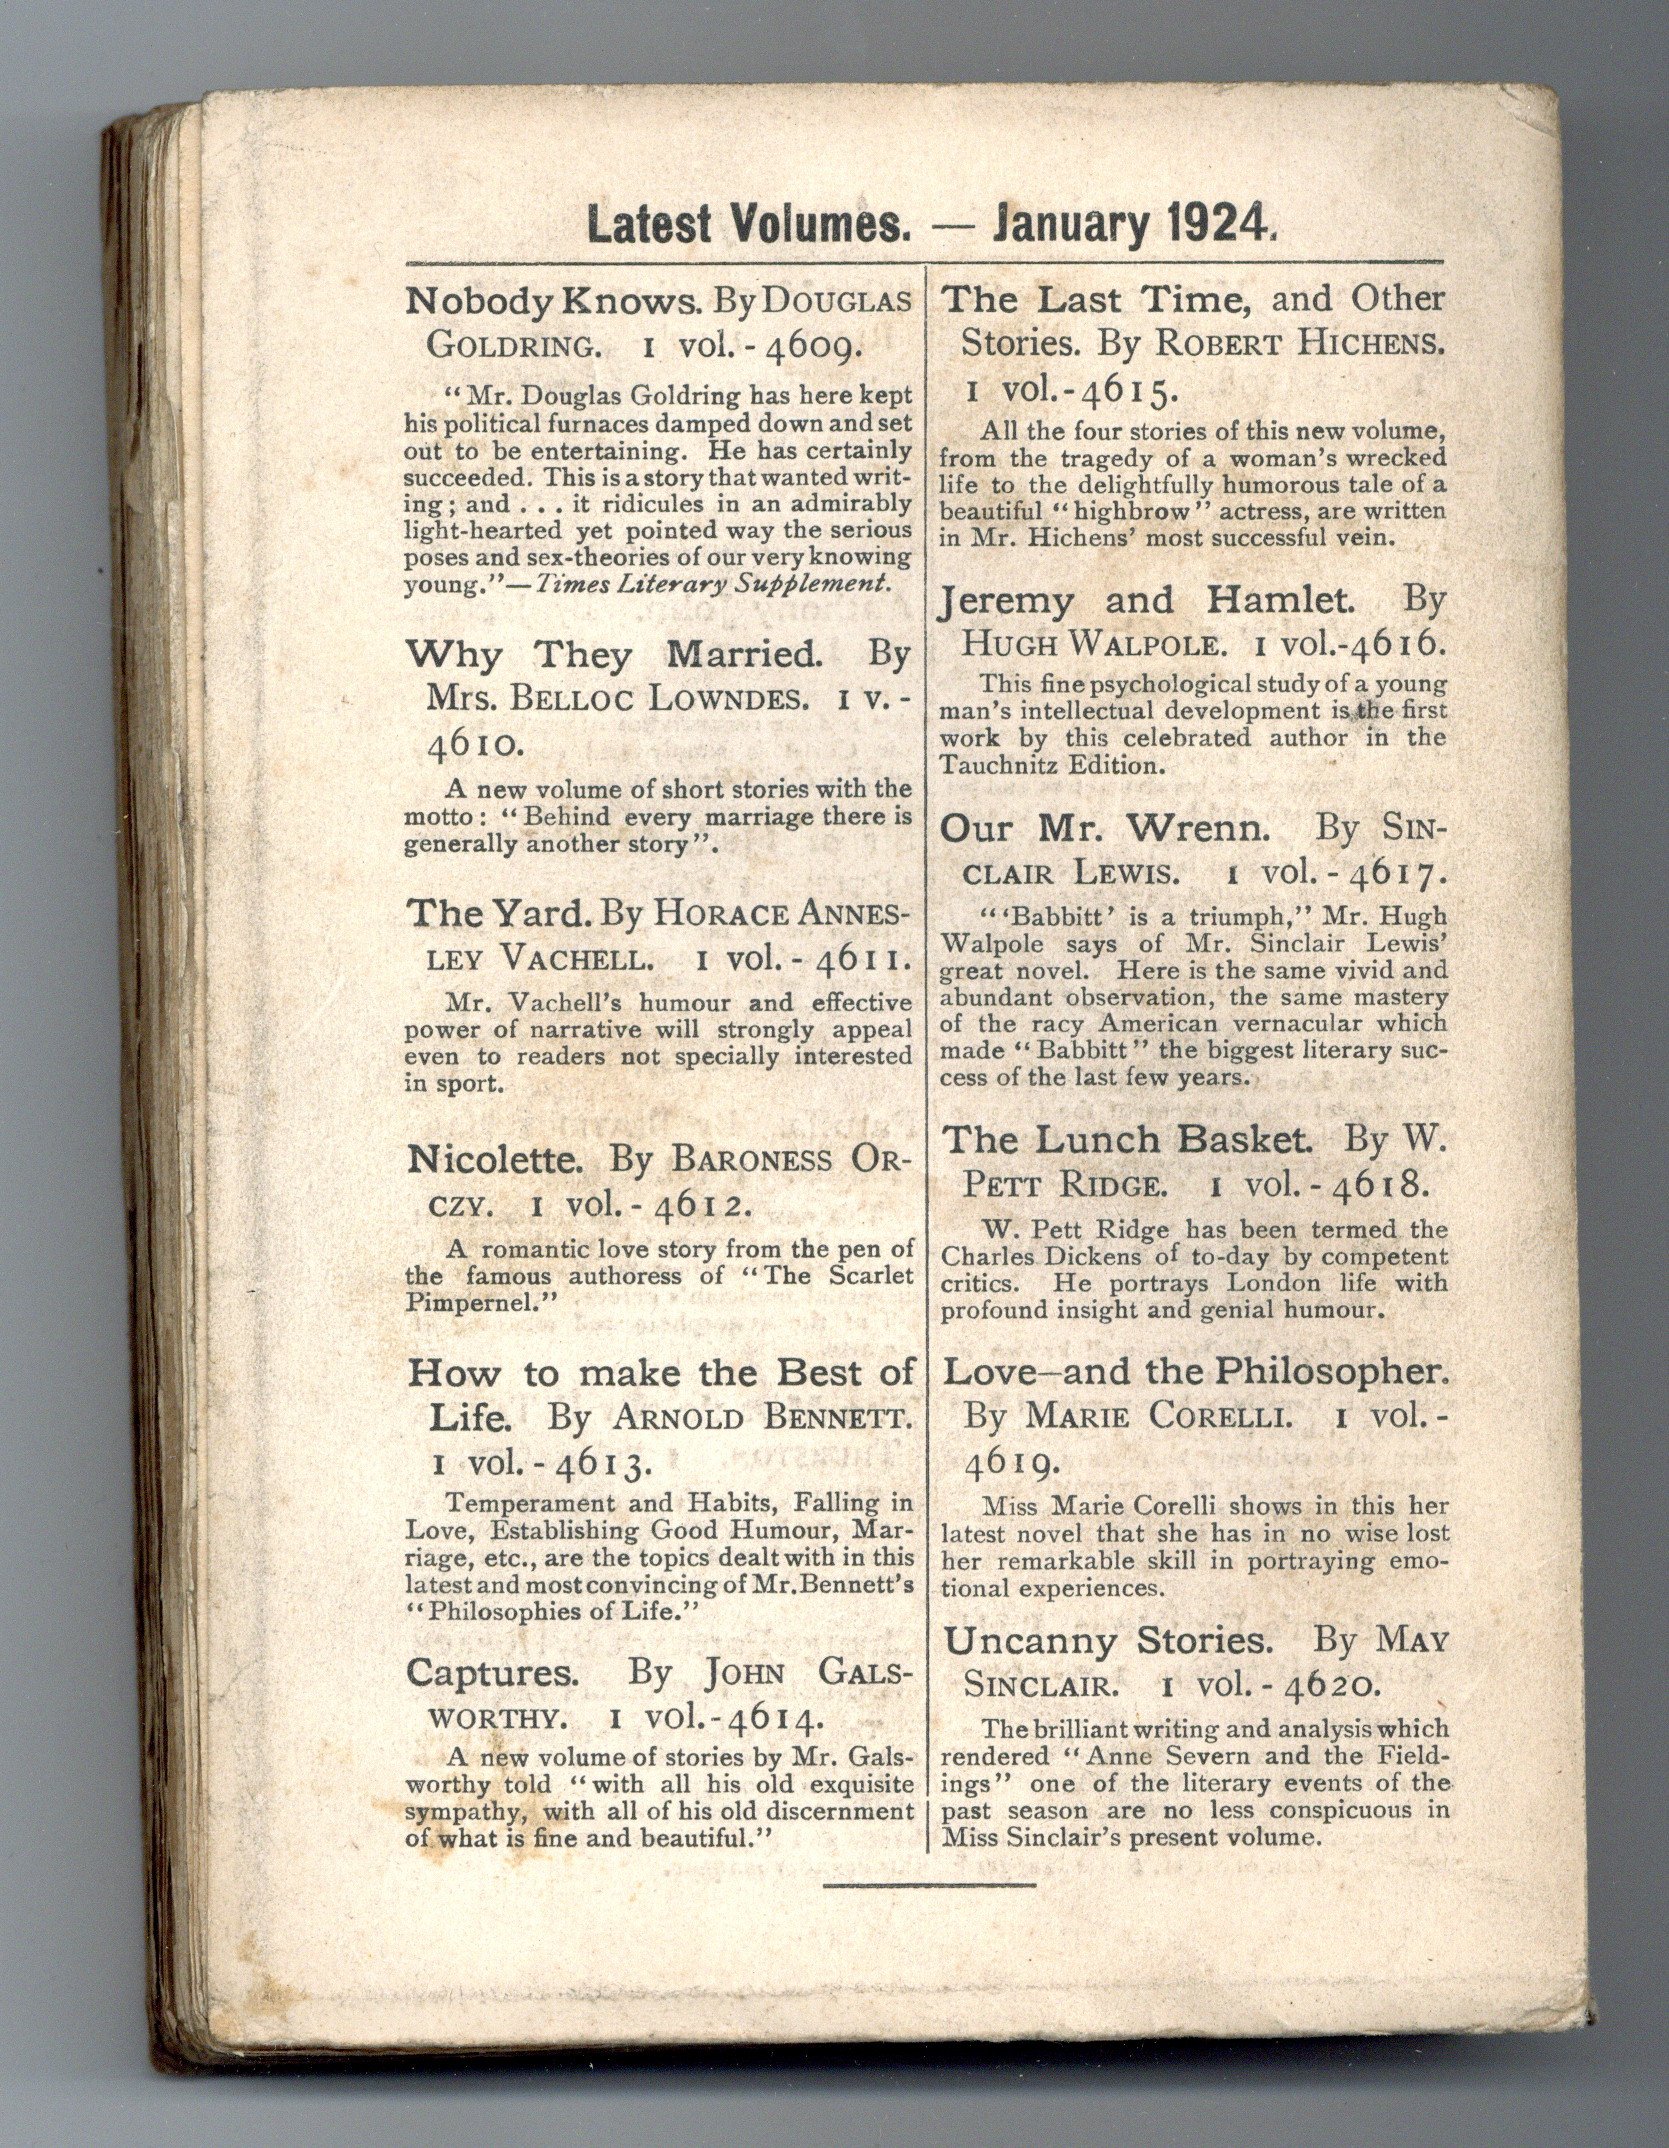 Latest Volumes. — January 1924.
Nobody Knows. By DOUGLAS
GOLDRING. 1 vol. - 4609.
“Mr. Douglas Goldring has here kept
his political furnaces damped down and set
out to be entertaining. He has certainly
succeeded. This is a story that wanted writ-
ing; and . . . it ridicules in an admirably
light-hearted yet pointed way the serious
poses and sex-theories of our very knowing
young.”—Times Literary Supplement.
Why They Married. By
Mrs. BELLOC LOWNDES. 1 v. -
4610.
A new volume of short stories with the
motto: “Behind every marriage there is
generally another story”.
The Yard. By HORACE ANNES-
LEY VACHELL. 1 vol. - 4611.
Mr. Vachell’s humour and effective
power of narrative will strongly appeal
even to readers not specially interested
in sport.
Nicolette. By BARONESS OR-
CZY. 1 vol. - 4612.
A romantic love story from the pen of
the famous authoress of “The Scarlet
Pimpernel.”
How to make the Best of
Life. By ARNOLD BENNETT.
1 vol. - 4613.
Temperament and Habits, Falling in
Love, Establishing Good Humour, Mar-
riage, etc., are the topics dealt with in this
latest and most convincing of Mr. Bennett’s
“Philosophies of Life.”
Captures. By JOHN GALS-
WORTHY. 1 vol. - 4614.
A new volume of stories by Mr. Gals-
worthy told “with all his old exquisite
sympathy, with all of his old discernment
of what is fine and beautiful.”
The Last Time, and Other
Stories. By ROBERT HICHENS.
1 vol. - 4615.
All the four stories of this new volume,
from the tragedy of a woman’s wrecked
life to the delightfully humorous tale of a
beautiful “highbrow” actress, are written
in Mr. Hichens’ most successful vein.
Jeremy and Hamlet. By
HUGH WALPOLE. 1 vol.-4616.
This fine psychological study of a young
man’s intellectual development is the first
work by this celebrated author in the
Tauchnitz Edition.
Our Mr. Wrenn. By SIN-
CLAIR LEWIS. 1 vol. - 4617.
“‘Babbitt’ is a triumph,” Mr. Hugh
Walpole says of Mr. Sinclair Lewis’
great novel. Here is the same vivid and
abundant observation, the same mastery
of the racy American vernacular which
made “Babbitt” the biggest literary suc-
cess of the last few years.
The Lunch Basket. By W.
PETT RIDGE. 1 vol. - 4618.
W. Pett Ridge has been termed the
Charles Dickens of to-day by competent
critics. He portrays London life with
profound insight and genial humour.
Love—and the Philosopher.
By MARIE CORELLI. 1 vol. -
4619.
Miss Marie Corelli shows in this her
latest novel that she has in no wise lost
her remarkable skill in portraying emo-
tional experiences.
Uncanny Stories. By MAY
SINCLAIR. 1 vol. - 4620.
The brilliant writing and analysis which
rendered “Anne Severn and the Field-
ings” one of the literary events of the
past season are no less conspicuous in
Miss Sinclair’s present volume.